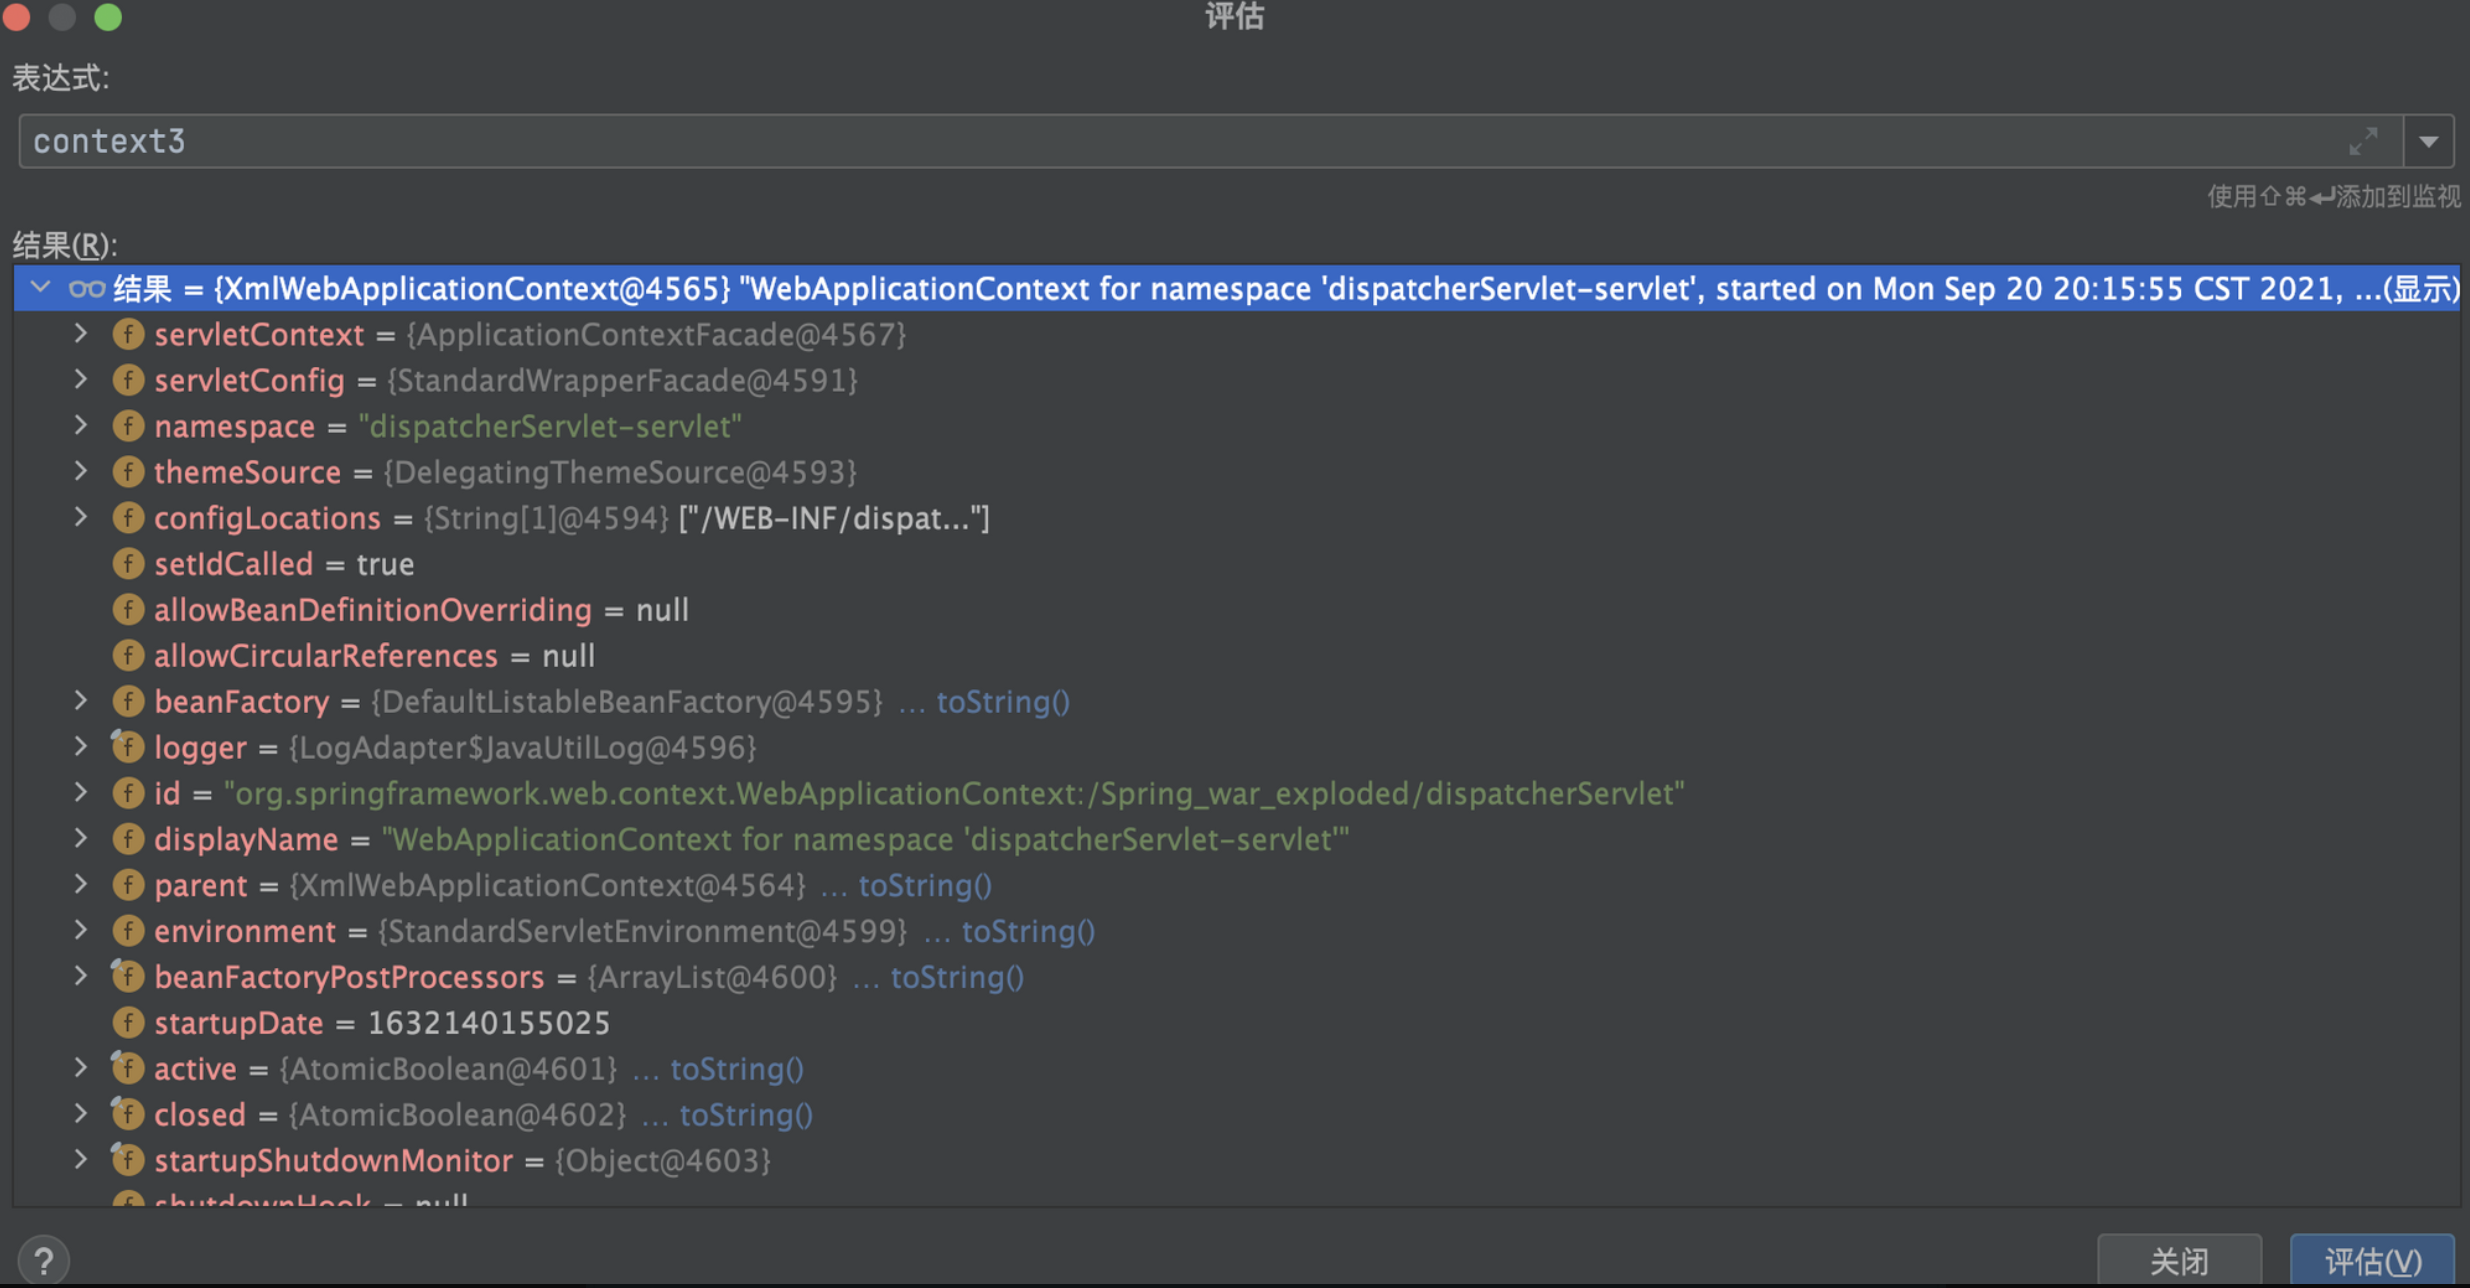 评估
表达式:
context3
使用⇧⌘↩添加到监视
结果(R):
结果 = {XmlWebApplicationContext@4565} "WebApplicationContext for namespace 'dispatcherServlet-servlet', started on Mon Sep 20 20:15:55 CST 2021, ...(显示)
servletContext = {ApplicationContextFacade@4567}
servletConfig = {StandardWrapperFacade@4591}
namespace = "dispatcherServlet-servlet"
themeSource = {DelegatingThemeSource@4593}
configLocations = {String[1]@4594} ["/WEB-INF/dispat..."]
setIdCalled = true
allowBeanDefinitionOverriding = null
allowCircularReferences = null
beanFactory = {DefaultListableBeanFactory@4595} ... toString()
logger = {LogAdapter$JavaUtilLog@4596}
id = "org.springframework.web.context.WebApplicationContext:/Spring_war_exploded/dispatcherServlet"
displayName = "WebApplicationContext for namespace 'dispatcherServlet-servlet'"
parent = {XmlWebApplicationContext@4564} ... toString()
environment = {StandardServletEnvironment@4599} ... toString()
beanFactoryPostProcessors = {ArrayList@4600} ... toString()
startupDate = 1632140155025
active = {AtomicBoolean@4601} ... toString()
closed = {AtomicBoolean@4602} ... toString()
startupShutdownMonitor = {Object@4603}
shutdownHook = null
?
关闭
评估(V)